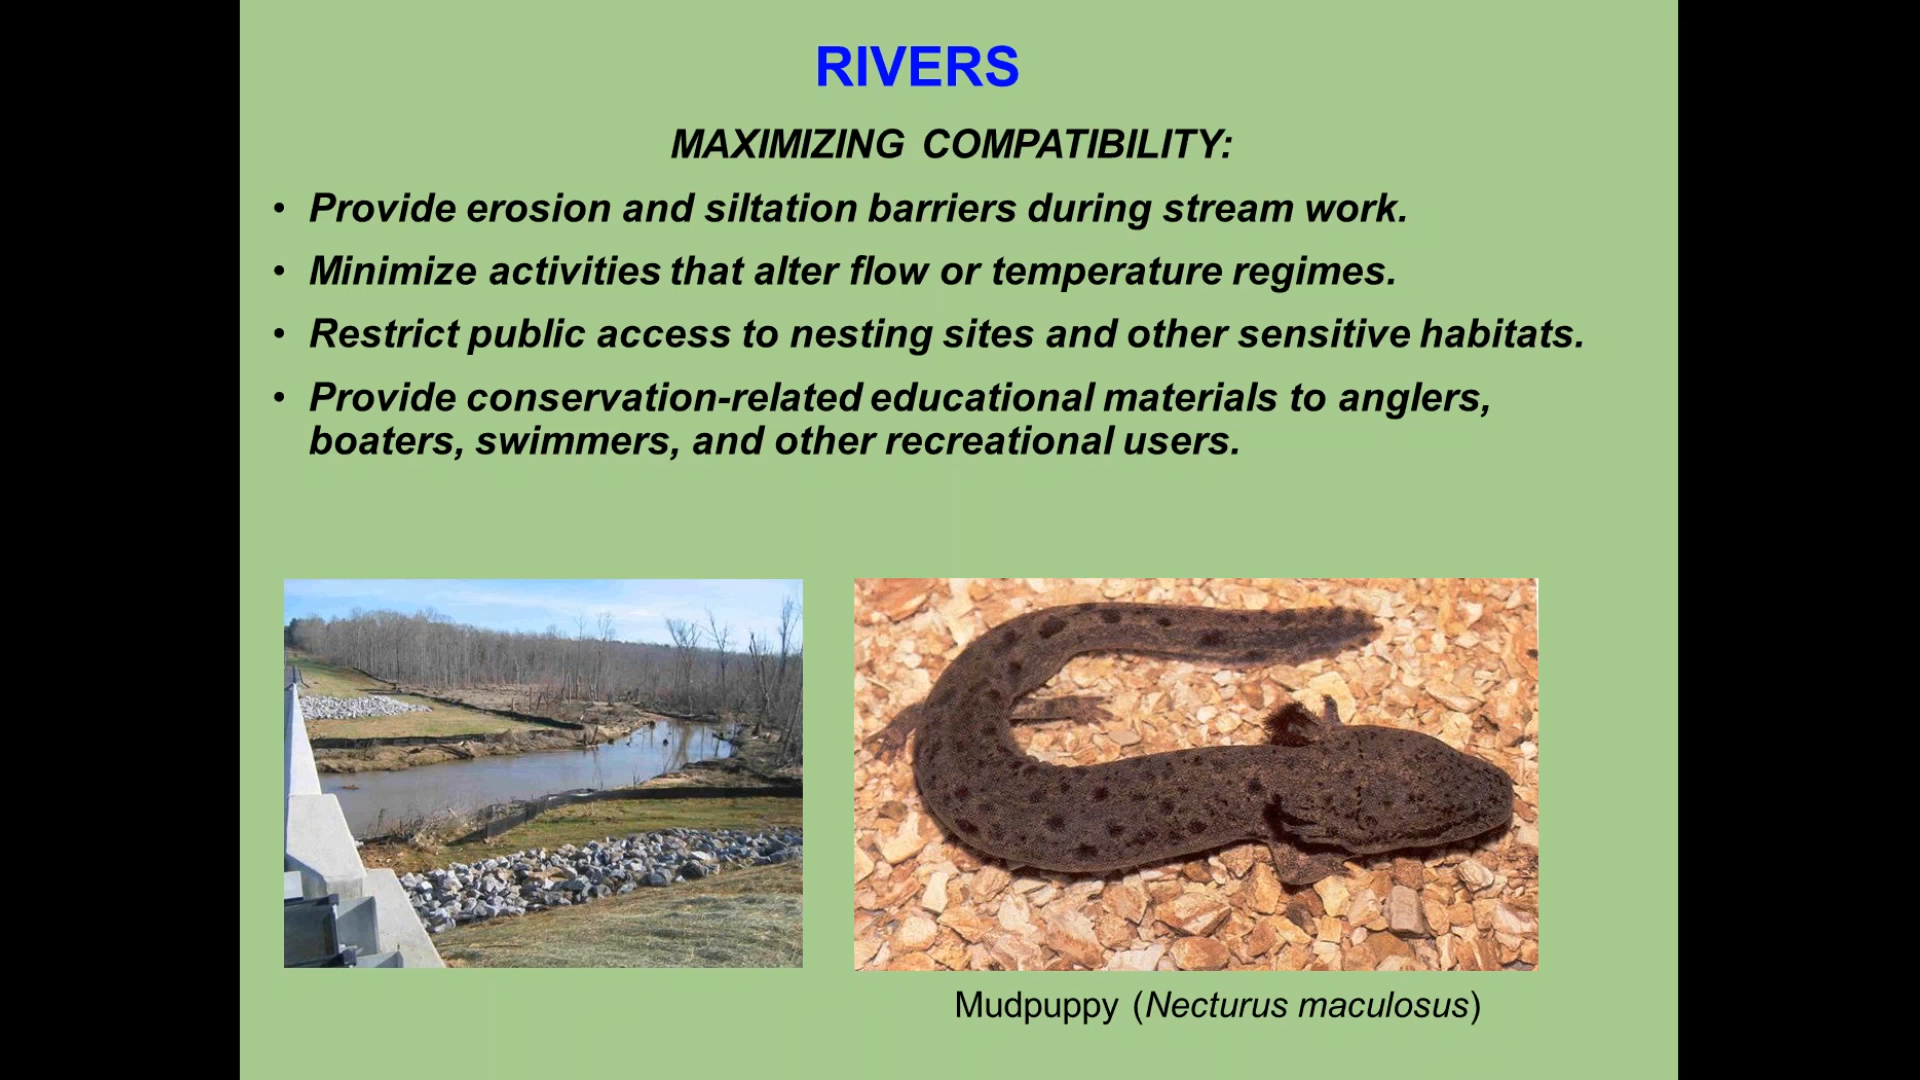 RIVERS
MAXIMIZING COMPATIBILITY:
• Provide erosion and siltation barriers during stream work.
• Minimize activities that alter flow or temperature regimes.
• Restrict public access to nesting sites and other sensitive habitats.
• Provide conservation-related educational materials to anglers,
boaters, swimmers, and other recreational users.
Mudpuppy (Necturus maculosus)